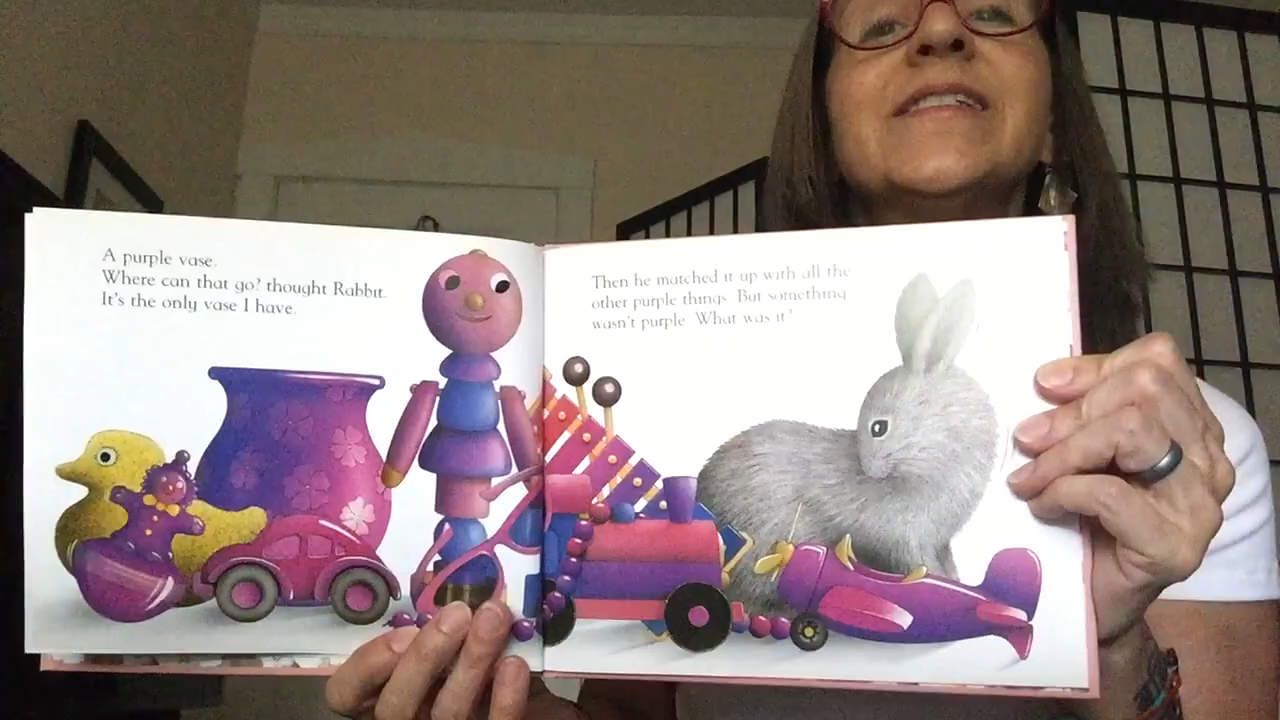 A purple vase.
Where can that go? thought Rabbit.
It's the only vase I have.
Then he matched it up with all the
other purple things. But something
wasn't purple. What was it?